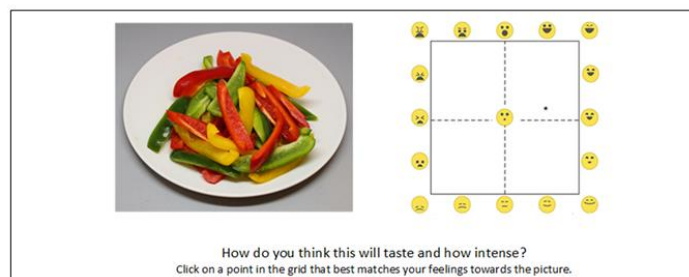 How do you think this will taste and how intense?
Click on a point in the grid that best matches your feelings towards the picture.